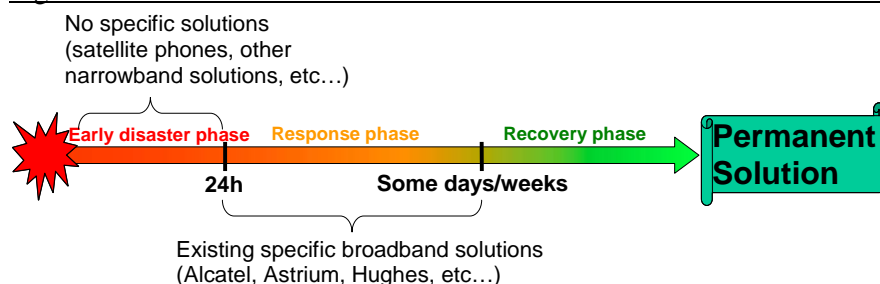 No specific solutions
(satellite phones, other
narrowband solutions, etc…)
Early disaster phase
Response phase
Recovery phase
Permanent
Solution
24h
Some days/weeks
Existing specific broadband solutions
(Alcatel, Astrium, Hughes, etc…)